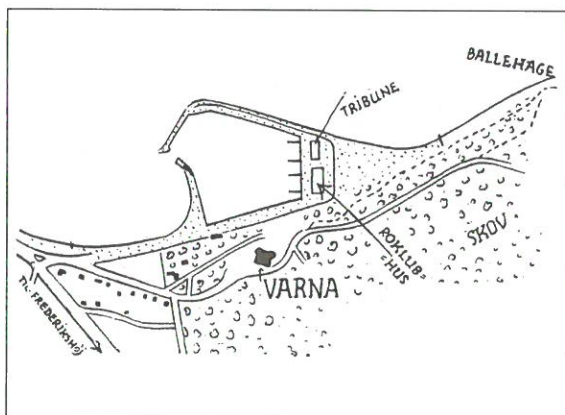 BALLEHAGE
TRIBUNE
ROKLUB=
=HUS
SKOV
VARNA
TIL FREDERIKSHØJ